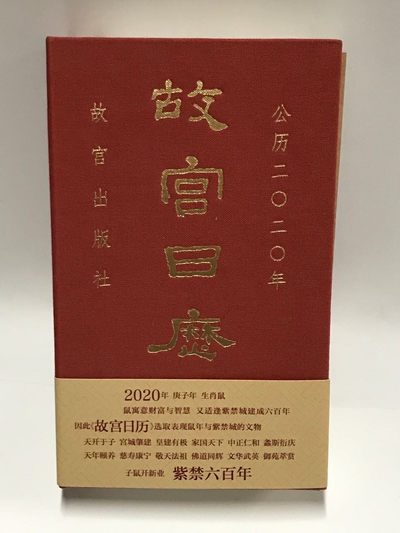 公历二〇二〇年
故宫日历
故宫出版社
2020年 庚子年 生肖鼠
鼠寓意财富与智慧 又适逢紫禁城建成六百年
因此《故宫日历》选取表现鼠年与紫禁城的文物
天开于子 宫城肇建 皇建有极 家国天下 中正仁和 螽斯衍庆
天年颐养 慈寿康宁 敬天法祖 佛道同辉 文华武英 御苑萃赏
子鼠开新业 紫禁六百年